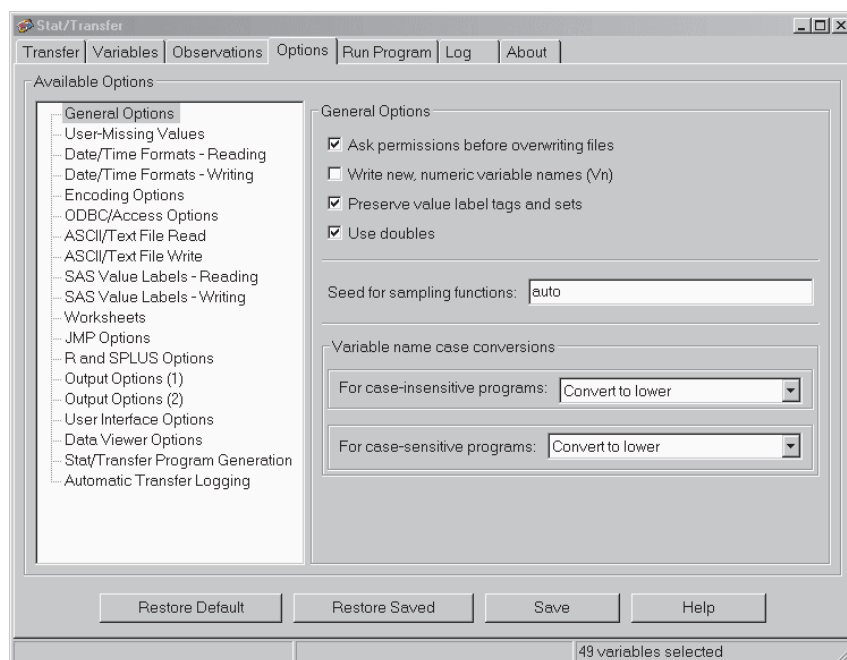 Stat/Transfer
Transfer Variables Observations Options Run Program Log About
Available Options
General Options
User-Missing Values
Date/Time Formats - Reading
Date/Time Formats - Writing
Encoding Options
ODBC/Access Options
ASCII/Text File Read
ASCII/Text File Write
SAS Value Labels - Reading
SAS Value Labels - Writing
Worksheets
JMP Options
R and SPLUS Options
Output Options (1)
Output Options (2)
User Interface Options
Data Viewer Options
Stat/Transfer Program Generation
Automatic Transfer Logging
General Options
Ask permissions before overwriting files
Write new, numeric variable names (Vn)
Preserve value label tags and sets
Use doubles
Seed for sampling functions: auto
Variable name case conversions
For case-insensitive programs: Convert to lower
For case-sensitive programs: Convert to lower
Restore Default Restore Saved Save Help
49 variables selected